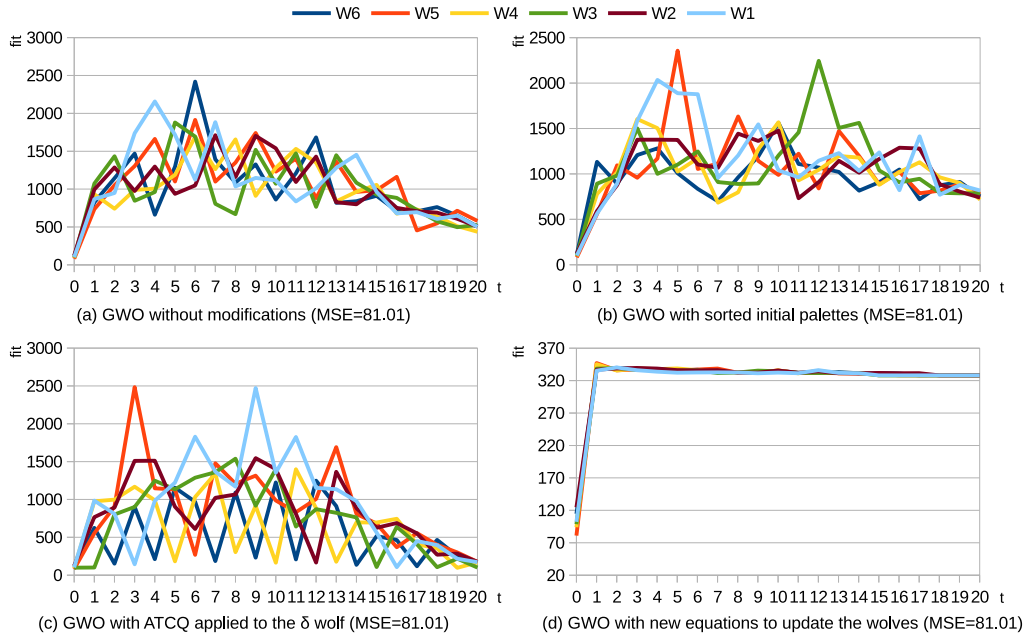 W6 W5 W4 W3 W2 W1
fit
3000
2500
2000
1500
1000
500
0
0 1 2 3 4 5 6 7 8 9 10 11 12 13 14 15 16 17 18 19 20 t
(a) GWO without modifications (MSE=81.01)
fit
2500
2000
1500
1000
500
0
0 1 2 3 4 5 6 7 8 9 10 11 12 13 14 15 16 17 18 19 20 t
(b) GWO with sorted initial palettes (MSE=81.01)
fit
3000
2500
2000
1500
1000
500
0
0 1 2 3 4 5 6 7 8 9 10 11 12 13 14 15 16 17 18 19 20 t
(c) GWO with ATCQ applied to the δ wolf (MSE=81.01)
fit
370
320
270
220
170
120
70
20
0 1 2 3 4 5 6 7 8 9 10 11 12 13 14 15 16 17 18 19 20 t
(d) GWO with new equations to update the wolves (MSE=81.01)